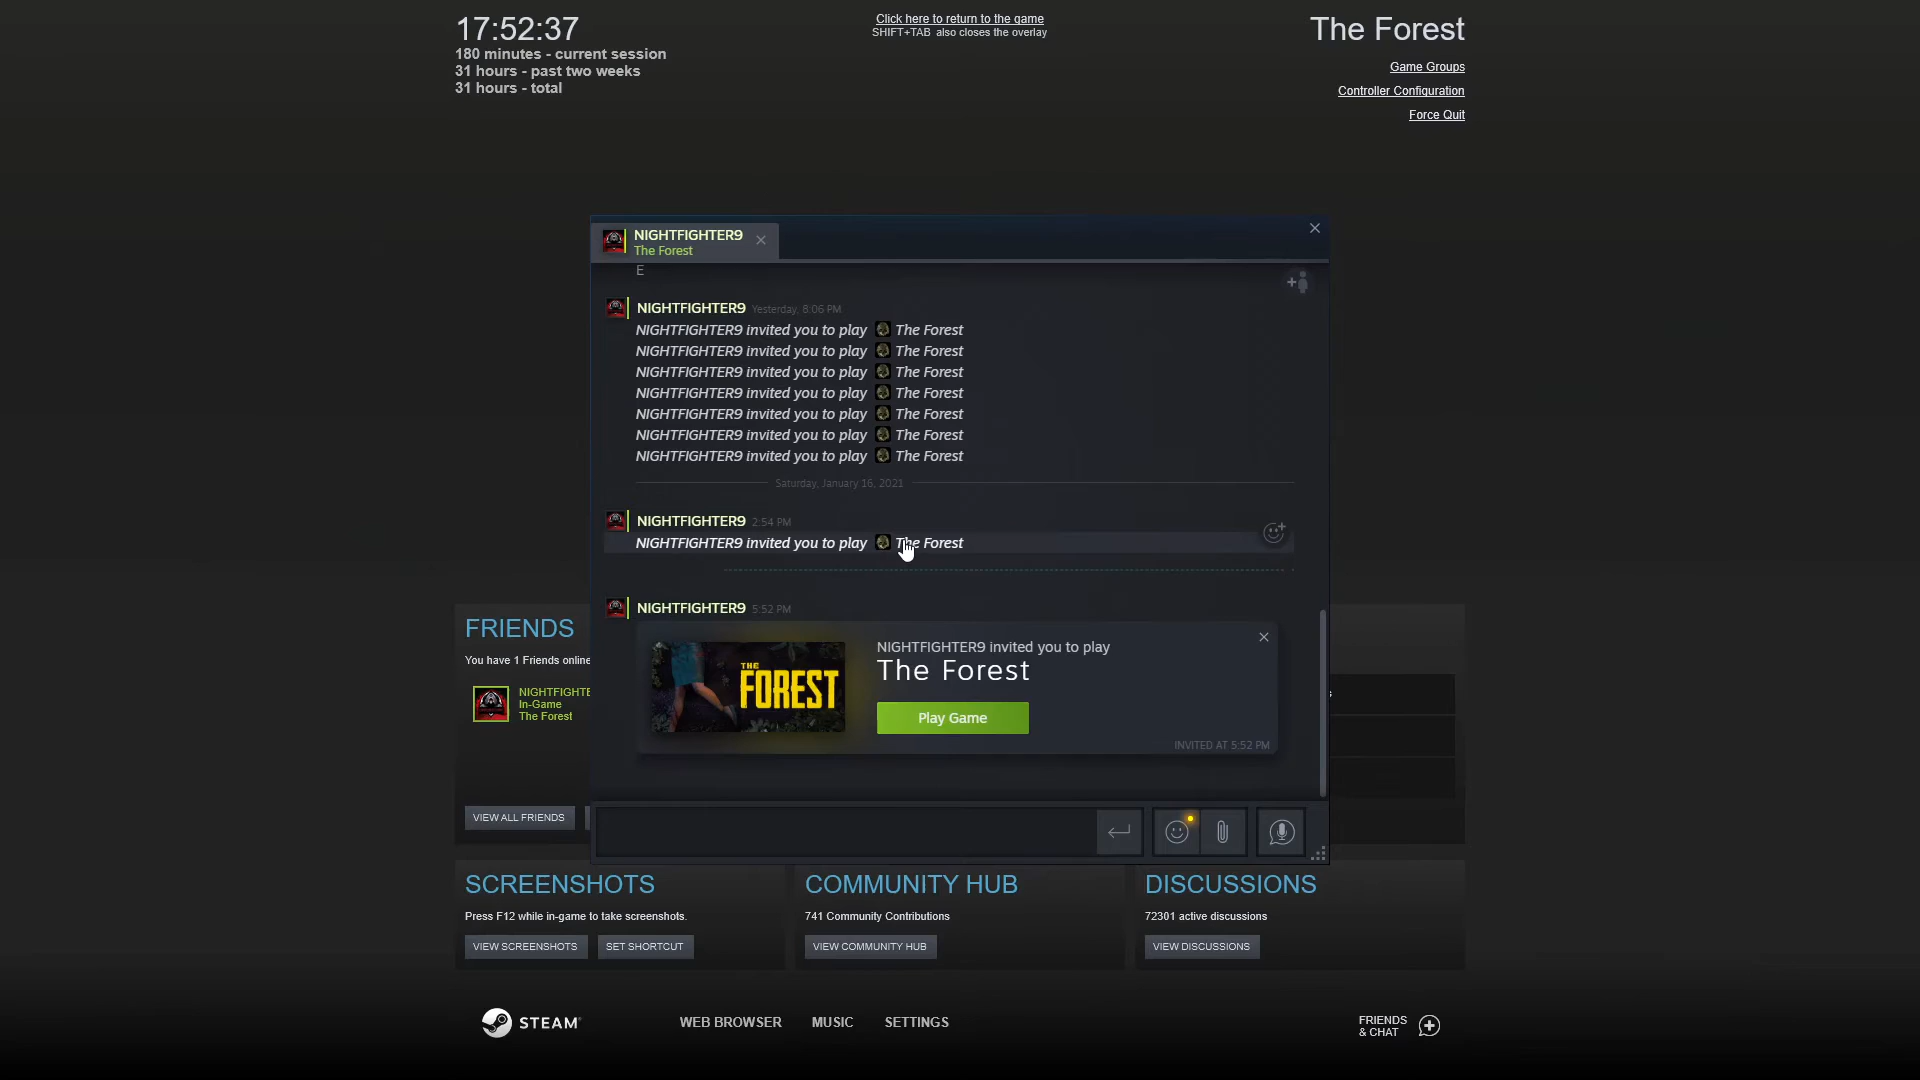 17:52:37
180 minutes - current session
31 hours - past two weeks
31 hours - total
Click here to return to the game
SHIFT+TAB also closes the overlay
The Forest
Game Groups
Controller Configuration
Force Quit
NIGHTFIGHTER9
The Forest
E
NIGHTFIGHTER9 Yesterday, 8:06 PM
NIGHTFIGHTER9 invited you to play The Forest
NIGHTFIGHTER9 invited you to play The Forest
NIGHTFIGHTER9 invited you to play The Forest
NIGHTFIGHTER9 invited you to play The Forest
NIGHTFIGHTER9 invited you to play The Forest
NIGHTFIGHTER9 invited you to play The Forest
NIGHTFIGHTER9 invited you to play The Forest
Saturday, January 16, 2021
NIGHTFIGHTER9 2:54 PM
NIGHTFIGHTER9 invited you to play The Forest
NIGHTFIGHTER9 5:52 PM
THE
FOREST
NIGHTFIGHTER9 invited you to play
The Forest
Play Game
INVITED AT 5:52 PM
FRIENDS
You have 1 Friends online
NIGHTFIGHTE
In-Game
The Forest
VIEW ALL FRIENDS
s
SCREENSHOTS
Press F12 while in-game to take screenshots.
VIEW SCREENSHOTS
SET SHORTCUT
COMMUNITY HUB
741 Community Contributions
VIEW COMMUNITY HUB
DISCUSSIONS
72301 active discussions
VIEW DISCUSSIONS
STEAM
WEB BROWSER
MUSIC
SETTINGS
FRIENDS
& CHAT